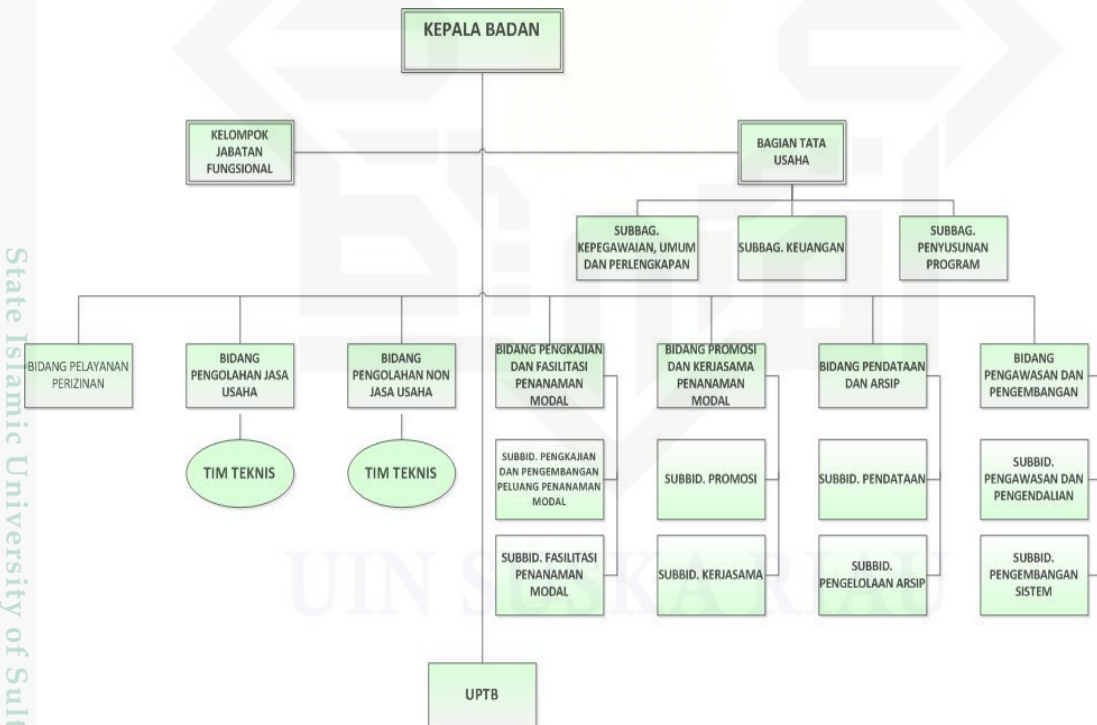 KEPALA BADAN
KELOMPOK
JABATAN
FUNGSIONAL
BAGIAN TATA
USAHA
SUBBAG.
KEPEGAWAIAN, UMUM
DAN PERLENGKAPAN
SUBBAG. KEUANGAN
SUBBAG.
PENYUSUNAN
PROGRAM
BIDANG PELAYANAN
PERIZINAN
BIDANG
PENGOLAHAN JASA
USAHA
BIDANG
PENGOLAHAN NON
JASA USAHA
BIDANG PENGKAJIAN
DAN FASILITASI
PENANAMAN
MODAL
BIDANG PROMOSI
DAN KERJASAMA
PENANAMAN
MODAL
BIDANG PENDATAAN
DAN ARSIP
BIDANG
PENGAWASAN DAN
PENGEMBANGAN
TIM TEKNIS
TIM TEKNIS
SUBBID. PENGKAJIAN
DAN PENGEMBANGAN
PELUANG PENANAMAN
MODAL
SUBBID. PROMOSI
SUBBID. PENDATAAN
SUBBID.
PENGAWASAN DAN
PENGENDALIAN
SUBBID. FASILITASI
PENANAMAN
MODAL
SUBBID. KERJASAMA
SUBBID.
PENGELOLAAN ARSIP
SUBBID.
PENGEMBANGAN
SISTEM
UPTB
UIN SUSKA RIAU
State Islamic University of Sult